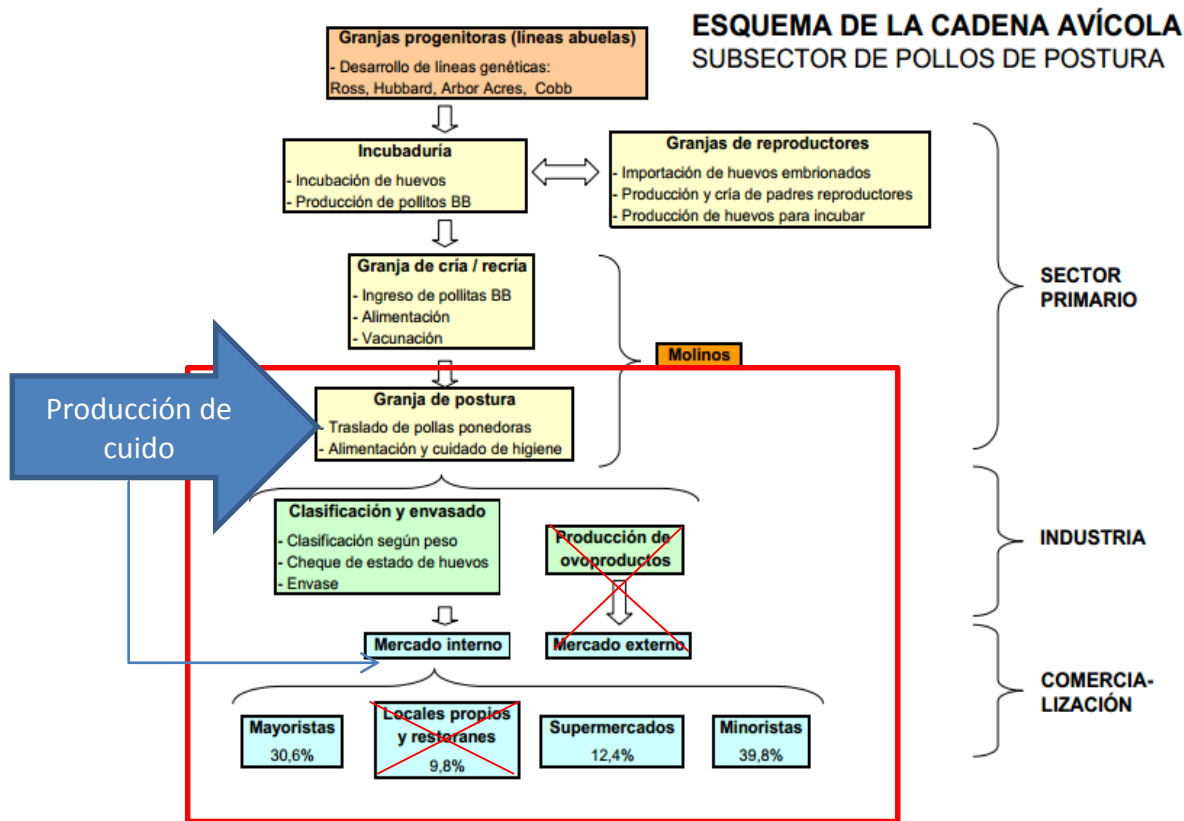 ESQUEMA DE LA CADENA AVÍCOLA
SUBSECTOR DE POLLOS DE POSTURA
Granjas progenitoras (líneas abuelas)
- Desarrollo de líneas genéticas:
Ross, Hubbard, Arbor Acres, Cobb
Incubaduría
- Incubación de huevos
- Producción de pollitos BB
Granjas de reproductores
- Importación de huevos embrionados
- Producción y cría de padres reproductores
- Producción de huevos para incubar
Granja de cría / recría
- Ingreso de pollitas BB
- Alimentación
- Vacunación
SECTOR
PRIMARIO
Molinos
Producción de
cuido
Granja de postura
- Traslado de pollas ponedoras
- Alimentación y cuidado de higiene
Clasificación y envasado
- Clasificación según peso
- Cheque de estado de huevos
- Envase
Producción de
ovoproductos
INDUSTRIA
Mercado interno
Mercado externo
COMERCIA-
LIZACIÓN
Mayoristas
30,6%
Locales propios
y restoranes
9,8%
Supermercados
12,4%
Minoristas
39,8%